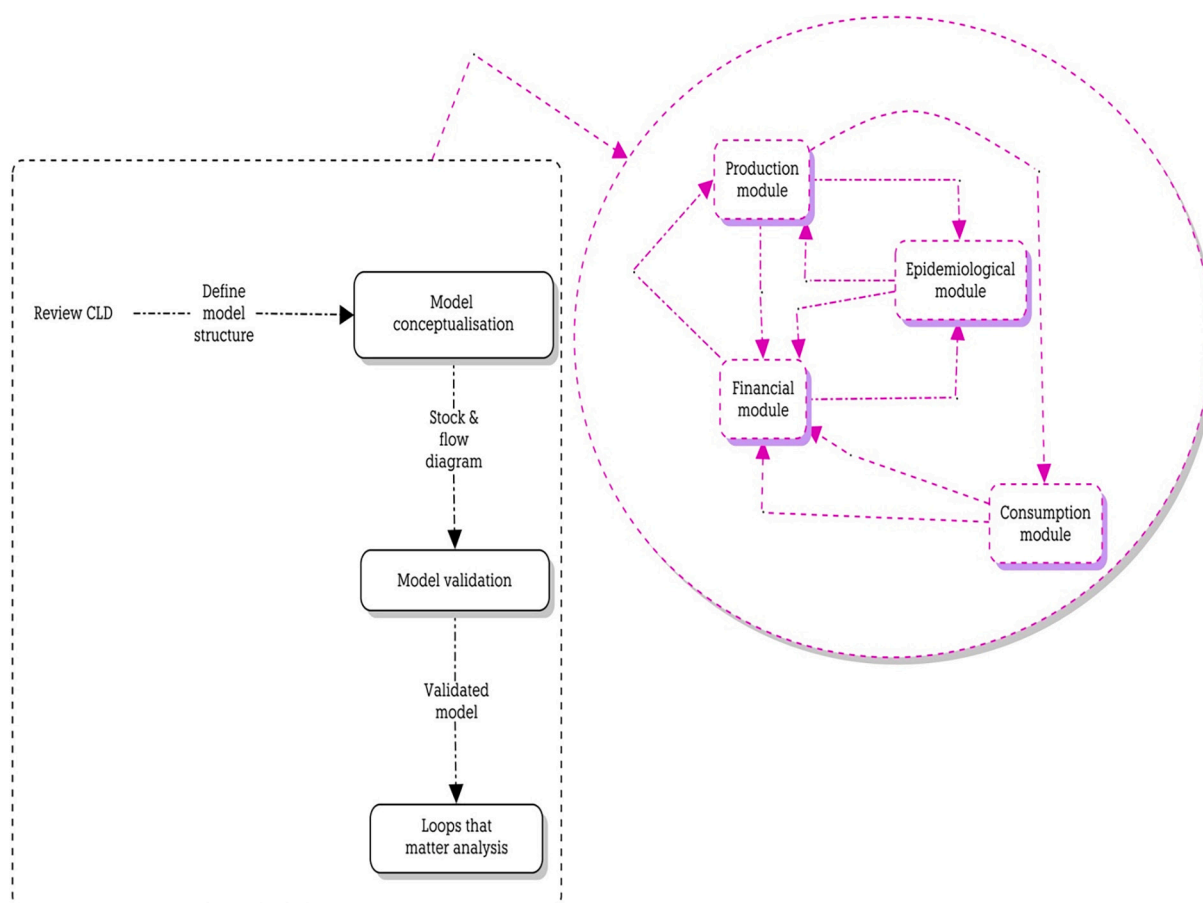 Review CLD
Define
model
structure
Model
conceptualisation
Stock &
flow
diagram
Model validation
Validated
model
Loops that
matter analysis
Production
module
Epidemiological
module
Financial
module
Consumption
module